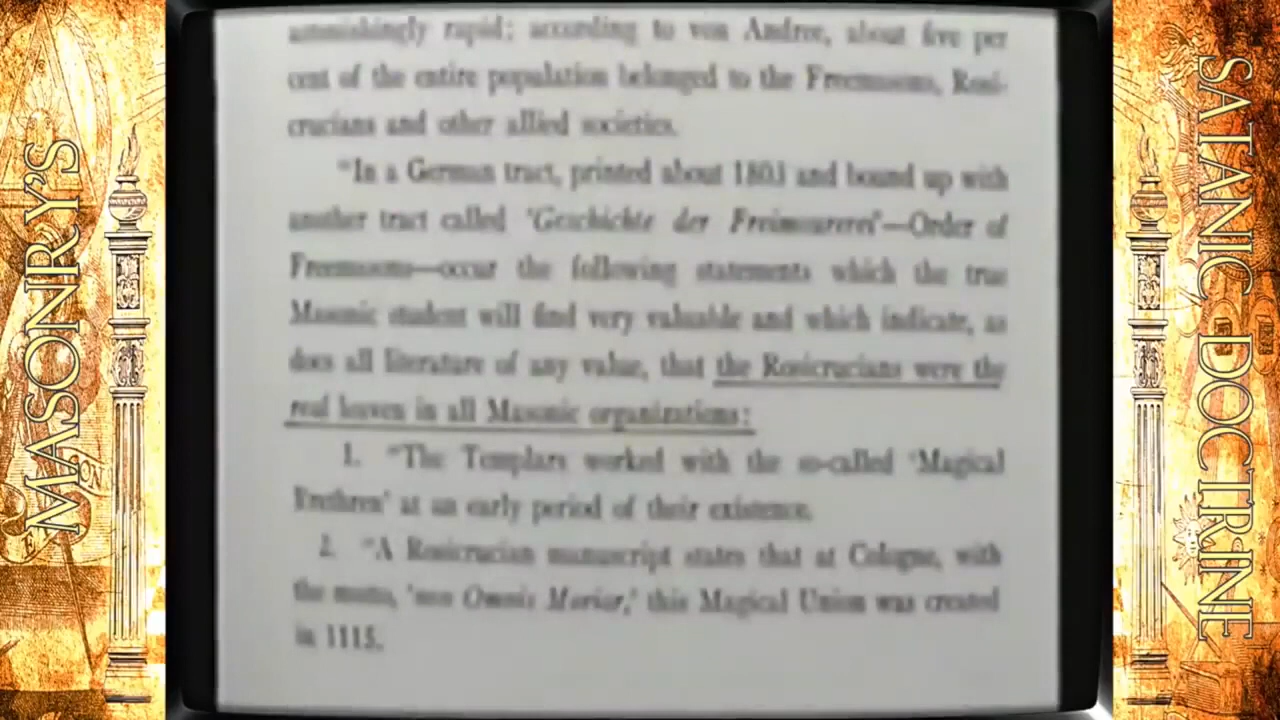 MASONRY'S
amonishingly rapid; according to von Andree, about five per
cent of the entire population belonged to the Freemasons, Rosi-
crucians and other allied societies.
"In a German tract, printed about 1803 and bound up with
another tract called 'Geschichte der Freimaurerei'—Order of
Freemasons—occur the following statements which the true
Masonic student will find very valuable and which indicate, as
does all literature of any value, that the Rosicrucians were the
real leaven in all Masonic organizations:
1. "The Templars worked with the so-called 'Magical
Brethren' at an early period of their existence.
2. "A Rosicrucian manuscript states that at Cologne, with
the motto, 'non Omnis Moriar,' this Magical Union was created
in 1115.
SATANIC DOCTRINE